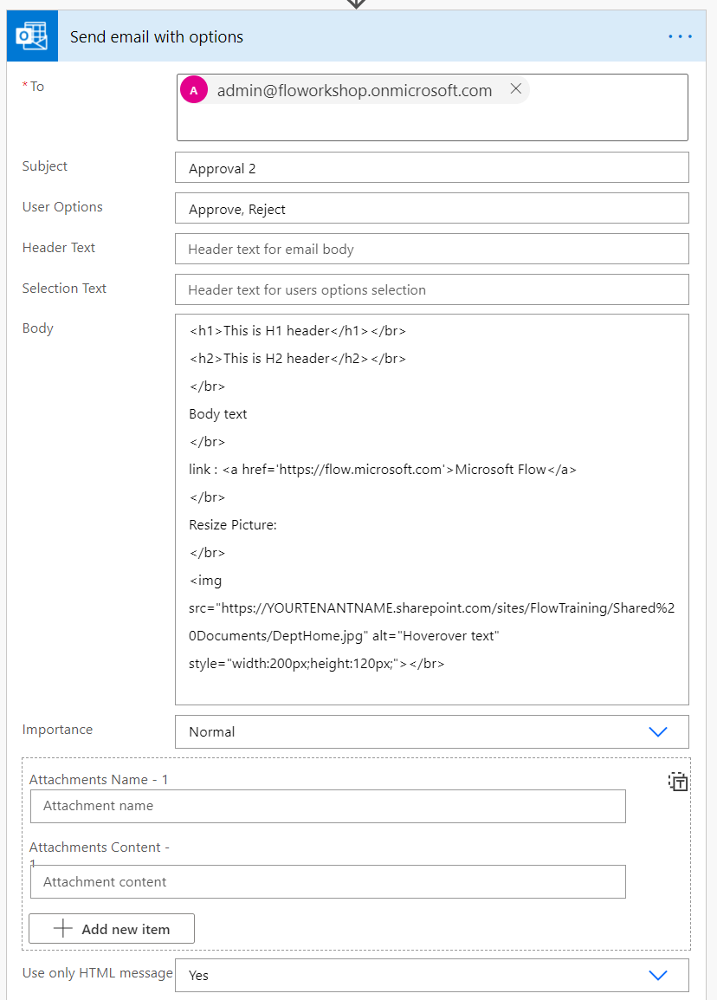 Send email with options
* To
A admin@floworkshop.onmicrosoft.com
Subject
Approval 2
User Options
Approve, Reject
Header Text
Header text for email body
Selection Text
Header text for users options selection
Body
<h1>This is H1 header</h1></br>
<h2>This is H2 header</h2></br>
</br>
Body text
</br>
link : <a href='https://flow.microsoft.com'>Microsoft Flow</a>
</br>
Resize Picture:
</br>
<img
src="https://YOURTENANTNAME.sharepoint.com/sites/FlowTraining/Shared%2
0Documents/DeptHome.jpg" alt="Hoverover text"
style="width:200px;height:120px;"></br>
Importance
Normal
Attachments Name - 1
T
Attachment name
Attachments Content -
1
Attachment content
Add new item
Use only HTML message
Yes